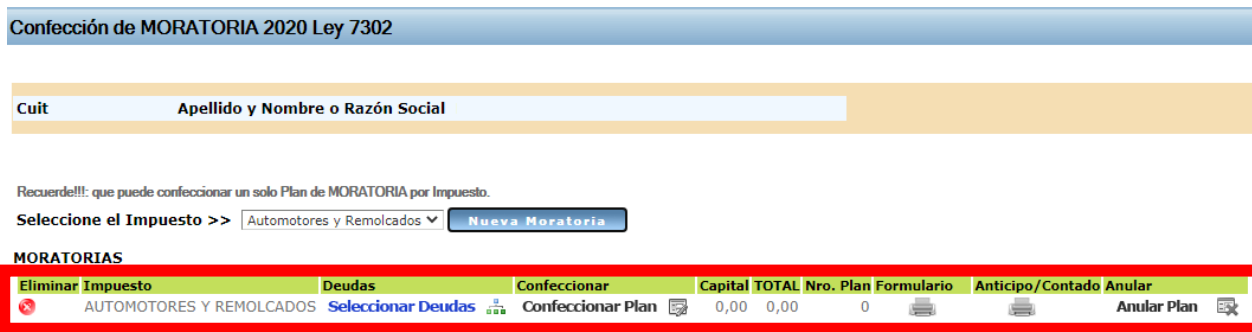 Confección de MORATORIA 2020 Ley 7302
Cuit Apellido y Nombre o Razón Social
Recuerde!!!: que puede confeccionar un solo Plan de MORATORIA por Impuesto.
Seleccione el Impuesto >> Automotores y Remolcados Nueva Moratoria
MORATORIAS
Eliminar Impuesto Deudas Confeccionar Capital TOTAL Nro. Plan Formulario Anticipo/Contado Anular
AUTOMOTORES Y REMOLCADOS Seleccionar Deudas Confeccionar Plan 0,00 0,00 0 Anular Plan